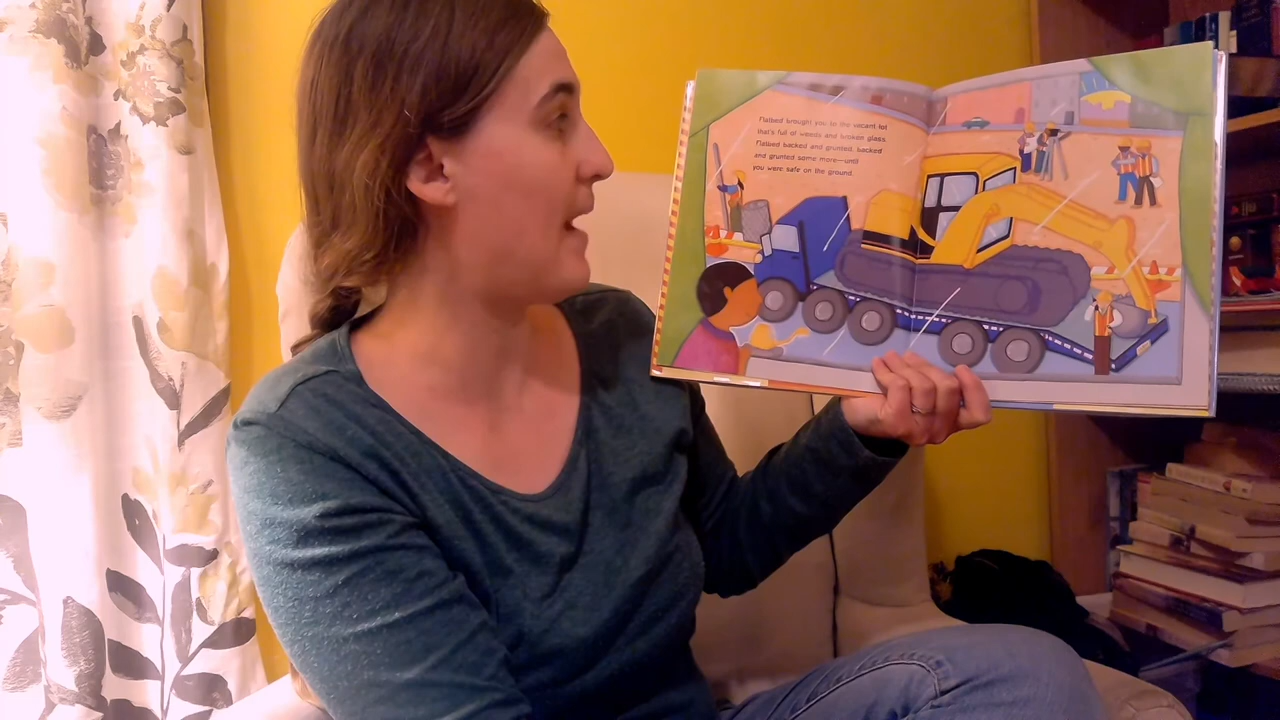 Flatbed brought you to the vacant lot
that's full of weeds and broken glass.
Flatbed backed and grunted, backed
and grunted some more—until
you were safe on the ground.